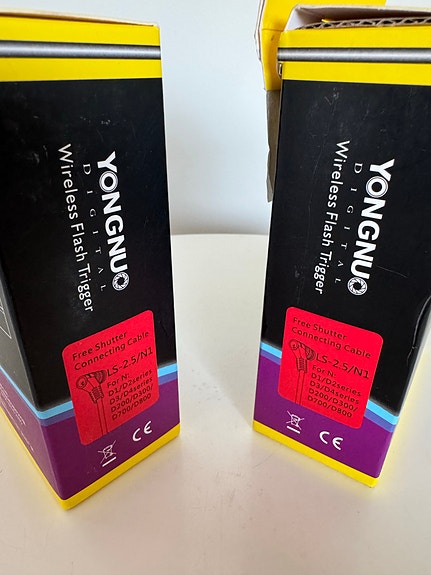 YONGNUO
DIGITAL
Wireless Flash Trigger
Free Shutter
Connecting Cable
LS-2.5/N1
For N:
D1/D2series
D3/D4series
D200/D300/
D700/D800
CE
YONGNUO
DIGITAL
Wireless Flash Trigger
Free Shutter
Connecting Cable
LS-2.5/N1
For N:
D1/D2series
D3/D4series
D200/D300/
D700/D800
CE